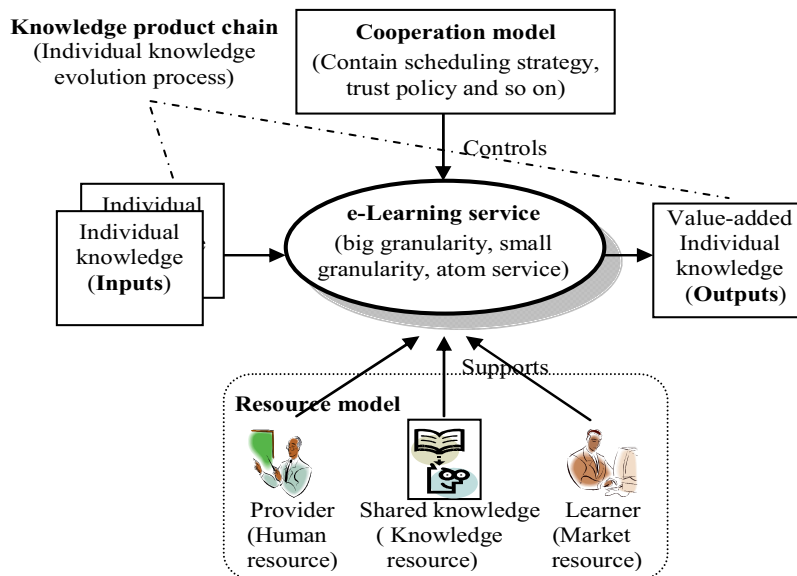 Knowledge product chain
(Individual knowledge
evolution process)
Cooperation model
(Contain scheduling strategy,
trust policy and so on)
Controls
Individual
Individual
knowledge
(Inputs)
e-Learning service
(big granularity, small
granularity, atom service)
Value-added
Individual
knowledge
(Outputs)
Supports
Resource model
Provider
(Human
resource)
Shared knowledge
( Knowledge
resource)
Learner
(Market
resource)